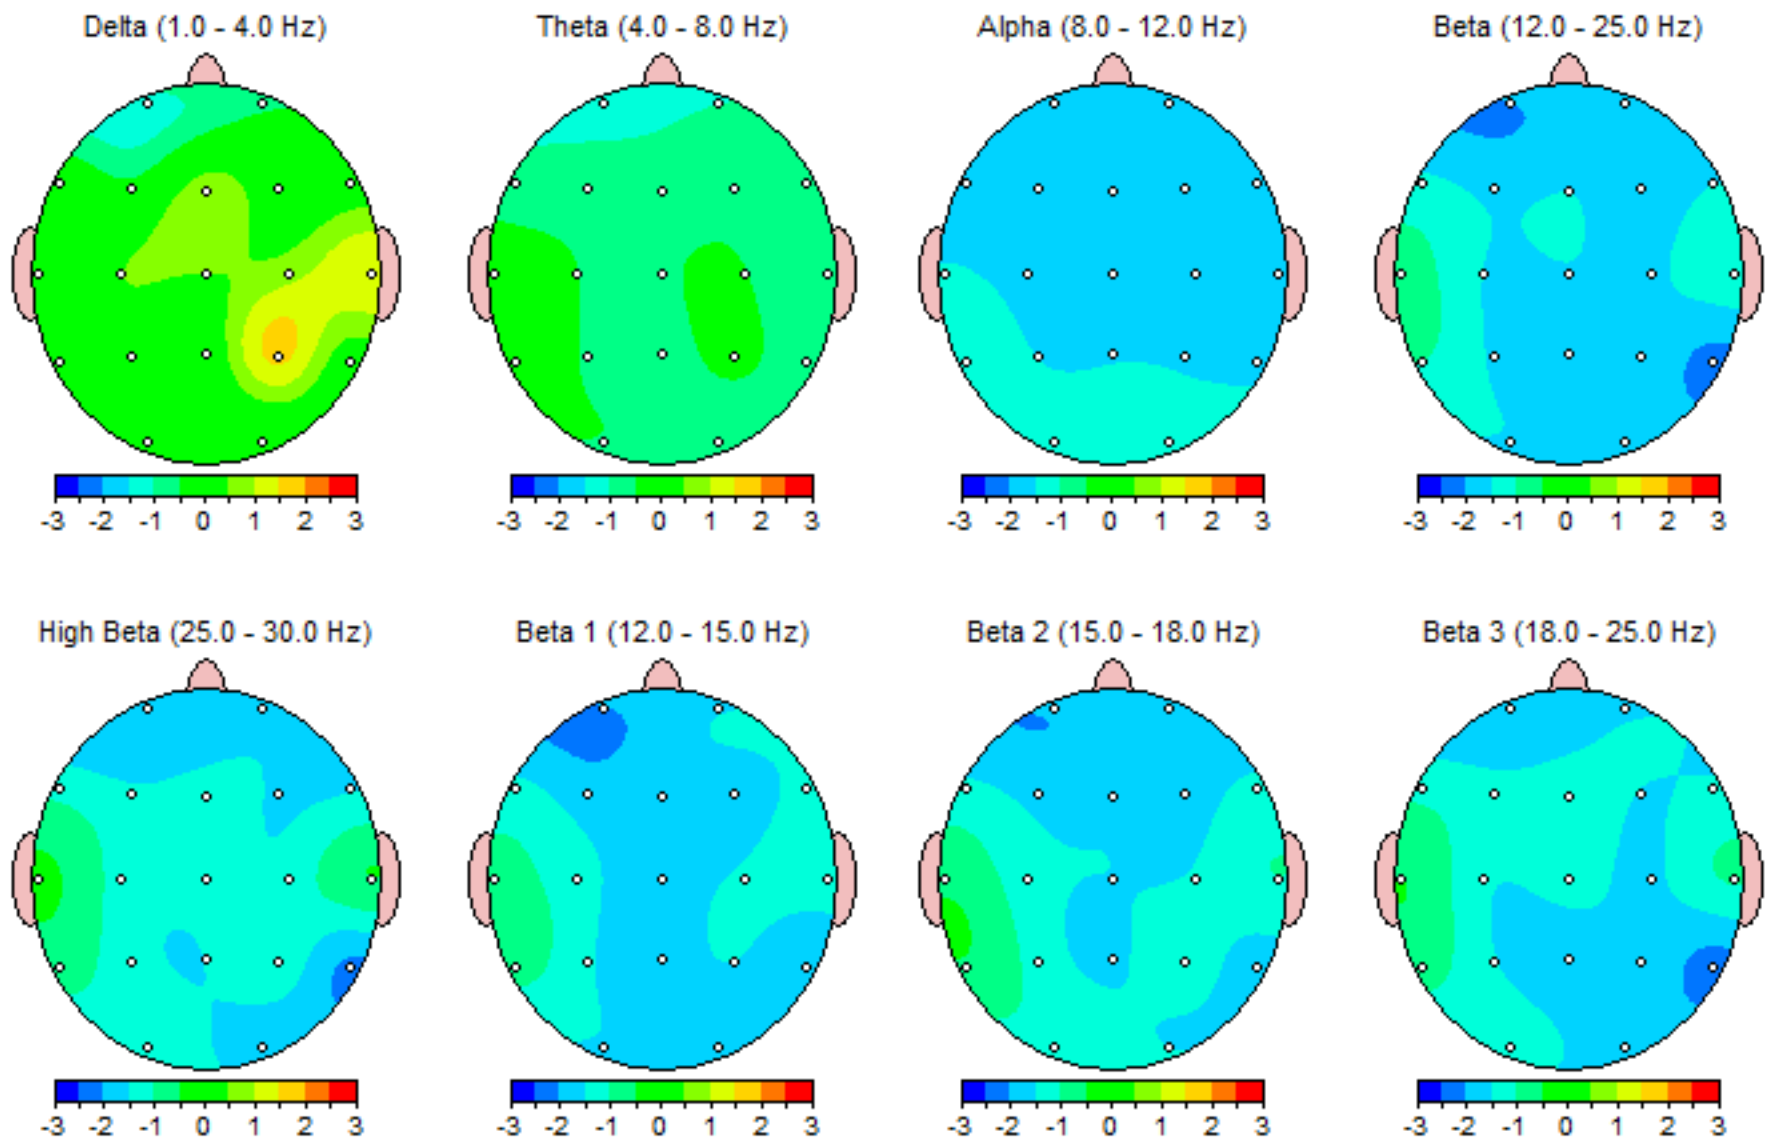 Delta (1.0 - 4.0 Hz)
Theta (4.0 - 8.0 Hz)
Alpha (8.0 - 12.0 Hz)
Beta (12.0 - 25.0 Hz)
-3 -2 -1 0 1 2 3
-3 -2 -1 0 1 2 3
-3 -2 -1 0 1 2 3
-3 -2 -1 0 1 2 3
High Beta (25.0 - 30.0 Hz)
Beta 1 (12.0 - 15.0 Hz)
Beta 2 (15.0 - 18.0 Hz)
Beta 3 (18.0 - 25.0 Hz)
-3 -2 -1 0 1 2 3
-3 -2 -1 0 1 2 3
-3 -2 -1 0 1 2 3
-3 -2 -1 0 1 2 3